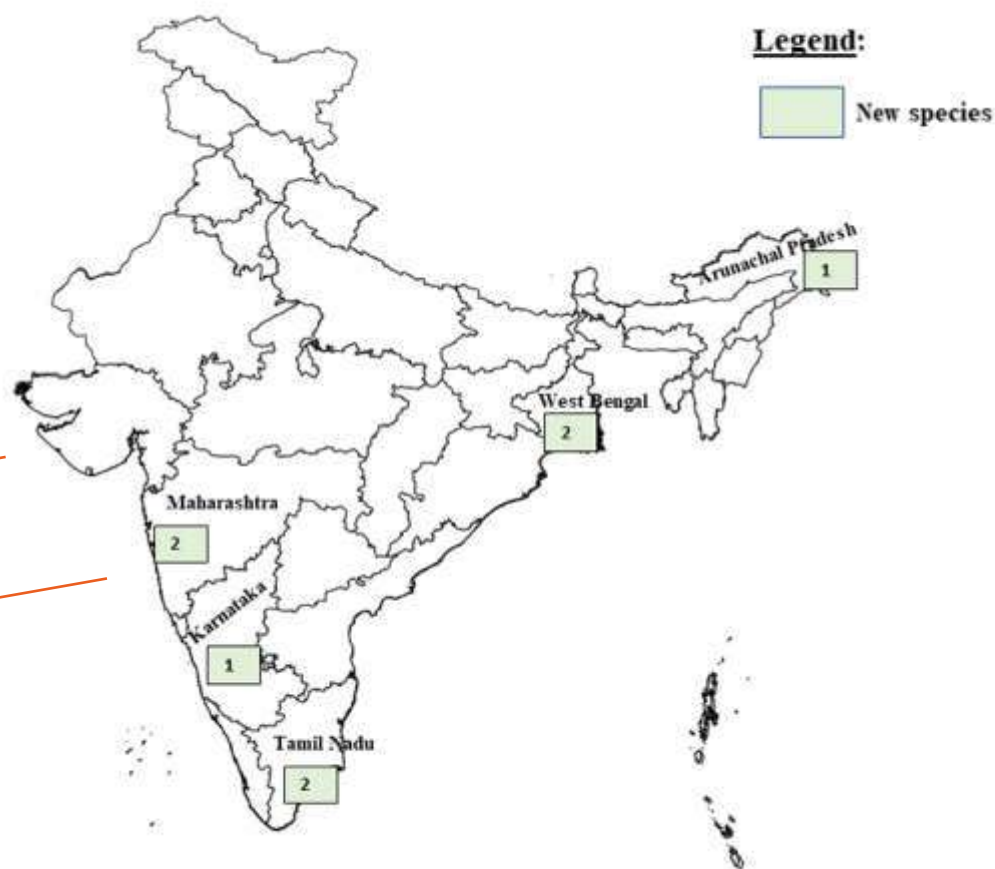 Legend:
New species
Arunachal Pradesh
1
West Bengal
2
Maharashtra
2
Karnataka
1
Tamil Nadu
2